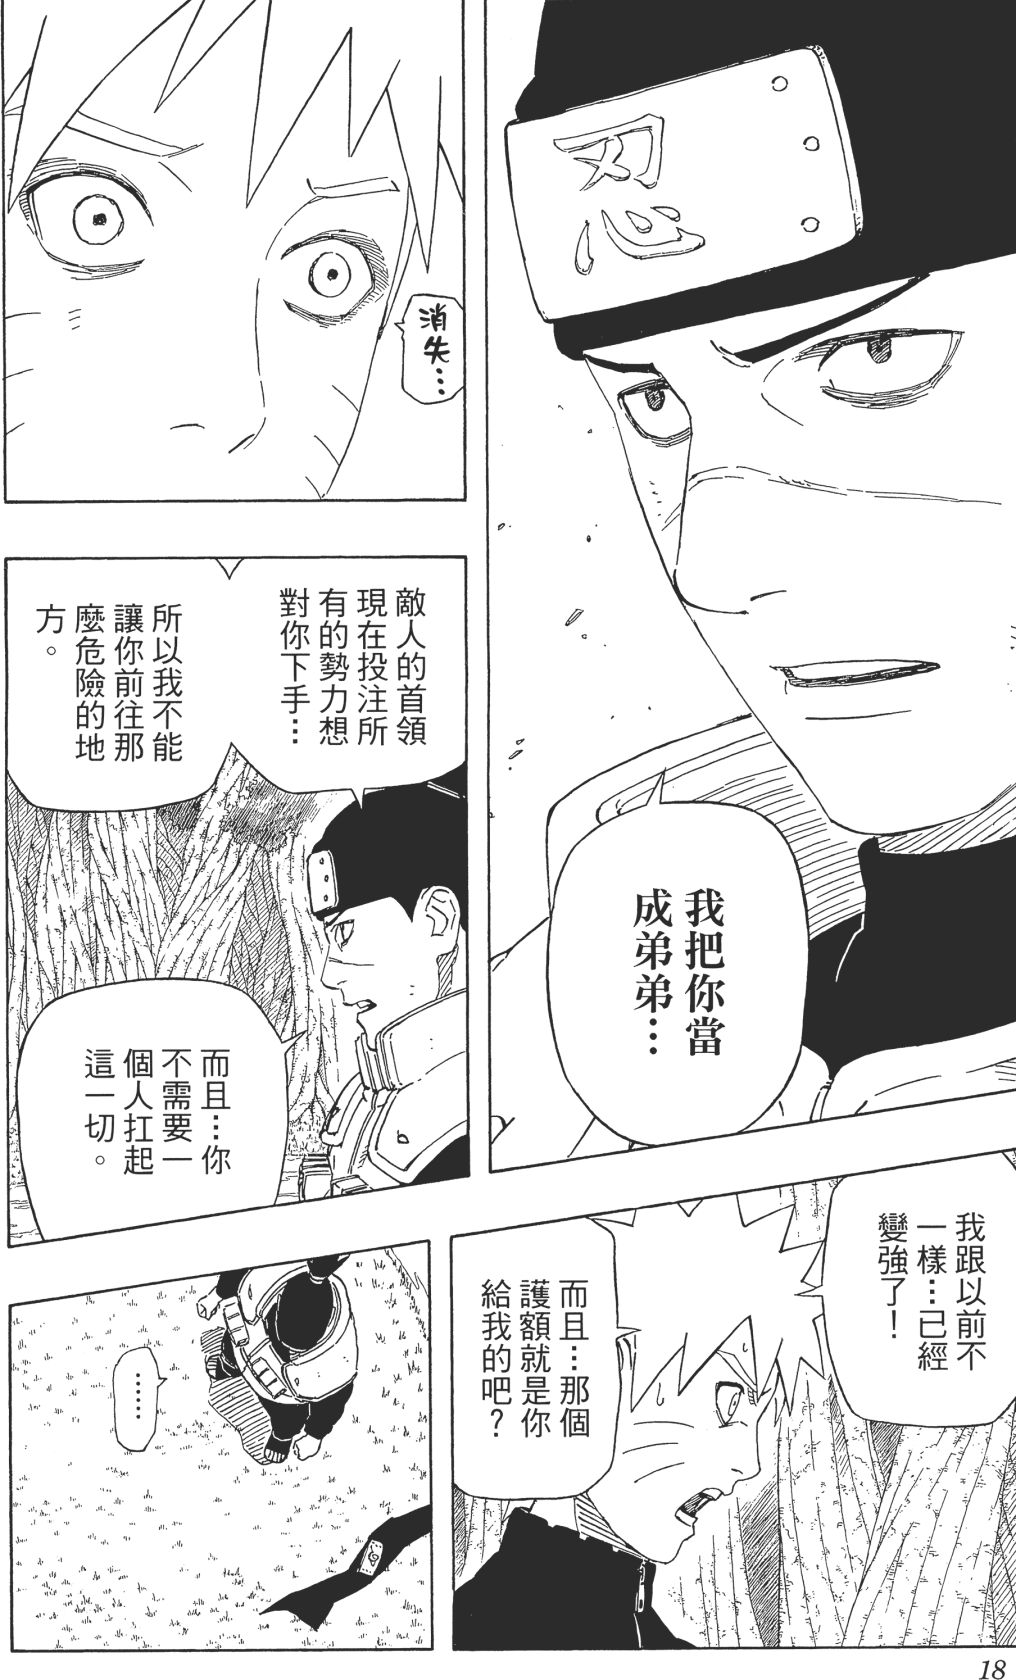 忍
我把你當
成弟弟…
消
失…
敵人的首領
現在投注所
有的勢力想
對你下手…
所以我不能
讓你前往那
麼危險的地
方。
而且…你
不需要一
個人扛起
這一切。
我跟以前不
一樣…已經
變強了！
而且…那個
護額就是你
給我的吧？
……
18